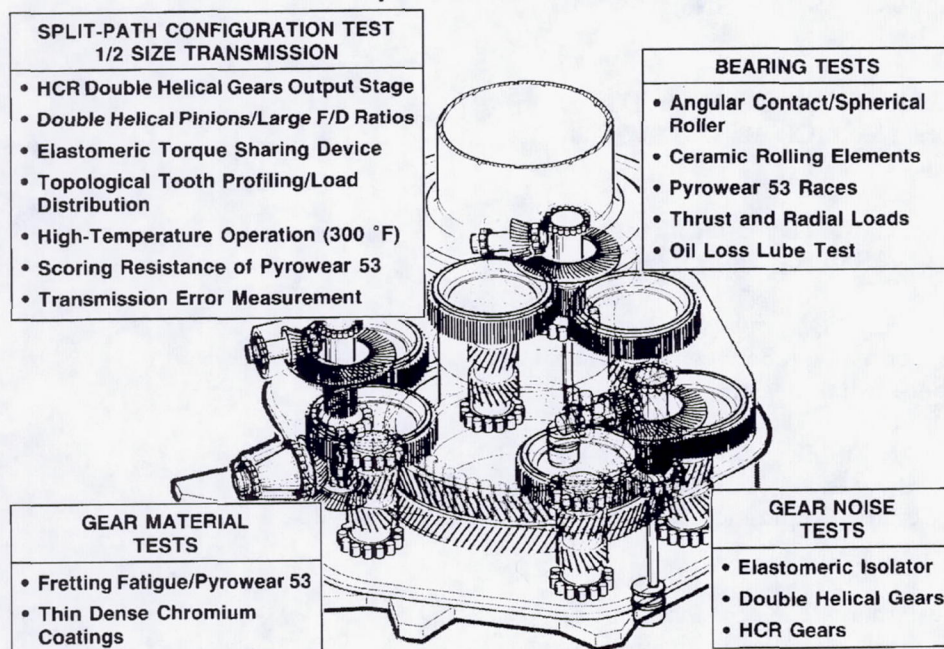 SPLIT-PATH CONFIGURATION TEST
1/2 SIZE TRANSMISSION
• HCR Double Helical Gears Output Stage
• Double Helical Pinions/Large F/D Ratios
• Elastomeric Torque Sharing Device
• Topological Tooth Profiling/Load
Distribution
• High-Temperature Operation (300 °F)
• Scoring Resistance of Pyrowear 53
• Transmission Error Measurement
BEARING TESTS
• Angular Contact/Spherical
Roller
• Ceramic Rolling Elements
• Pyrowear 53 Races
• Thrust and Radial Loads
• Oil Loss Lube Test
GEAR MATERIAL
TESTS
• Fretting Fatigue/Pyrowear 53
• Thin Dense Chromium
Coatings
GEAR NOISE
TESTS
• Elastomeric Isolator
• Double Helical Gears
• HCR Gears